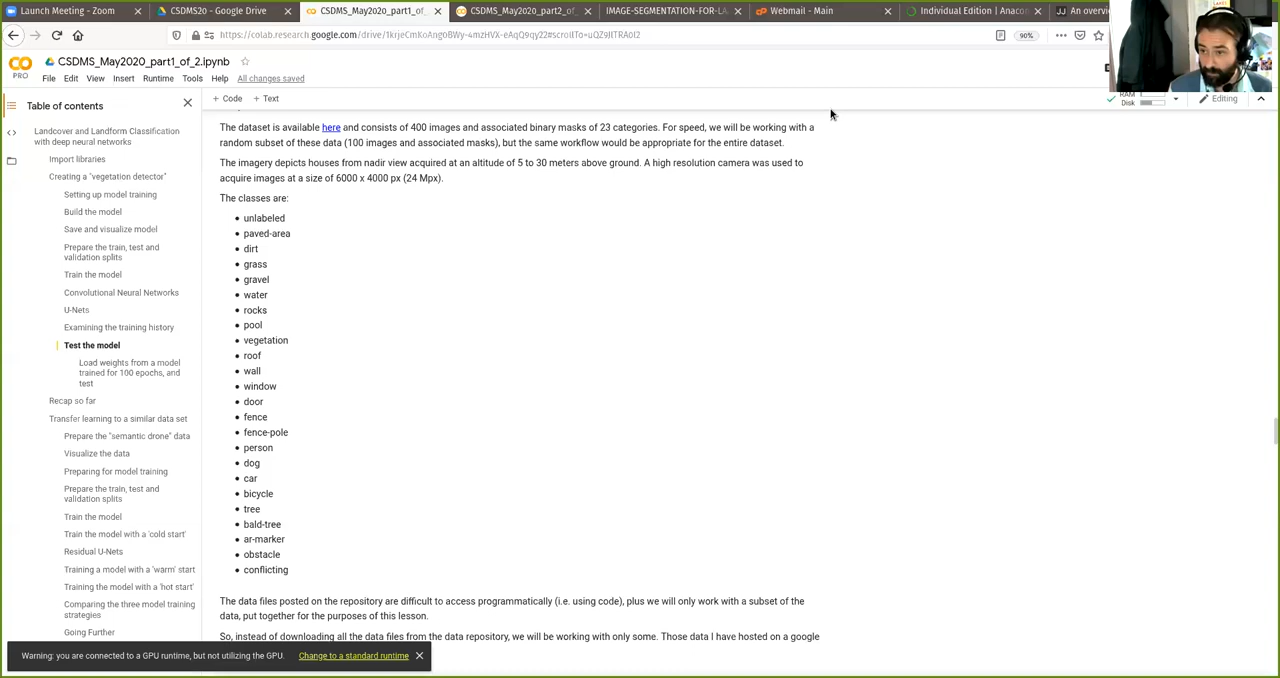 Launch Meeting - Zoom
CSDMS20 - Google Drive
CSDMS_May2020_part1_of_
CSDMS_May2020_part2_of_
IMAGE-SEGMENTATION-FOR-LA
Webmail - Main
Individual Edition | Anacon
An overvie
90%
CSDMS_May2020_part1_of_2.ipynb
PRO
File Edit View Insert Runtime Tools Help All changes saved
Table of contents
+ Code + Text
RAM
Disk
Editing
Landcover and Landform Classification
with deep neural networks
Import libraries
Creating a "vegetation detector"
Setting up model training
Build the model
Save and visualize model
Prepare the train, test and
validation splits
Train the model
Convolutional Neural Networks
U-Nets
Examining the training history
Test the model
Load weights from a model
trained for 100 epochs, and
test
Recap so far
Transfer learning to a similar data set
Prepare the "semantic drone" data
Visualize the data
Preparing for model training
Prepare the train, test and
validation splits
Train the model
Train the model with a 'cold start'
Residual U-Nets
Training a model with a 'warm' start
Training the model with 'hot start'
Comparing the three model training
strategies
Going Further
The dataset is available here and consists of 400 images and associated binary masks of 23 categories. For speed, we will be working with a
random subset of these data (100 images and associated masks), but the same workflow would be appropriate for the entire dataset.
The imagery depicts houses from nadir view acquired at an altitude of 5 to 30 meters above ground. A high resolution camera was used to
acquire images at a size of 6000 x 4000 px (24 Mpx).
The classes are:
unlabeled
paved-area
dirt
grass
gravel
water
rocks
pool
vegetation
roof
wall
window
door
fence
fence-pole
person
dog
car
bicycle
tree
bald-tree
ar-marker
obstacle
conflicting
The data files posted on the repository are difficult to access programmatically (i.e. using code), plus we will only work with a subset of the
data, put together for the purposes of this lesson.
So, instead of downloading all the data files from the data repository, we will be working with only some. Those data I have hosted on a google
Warning: you are connected to a GPU runtime, but not utilizing the GPU. Change to a standard runtime